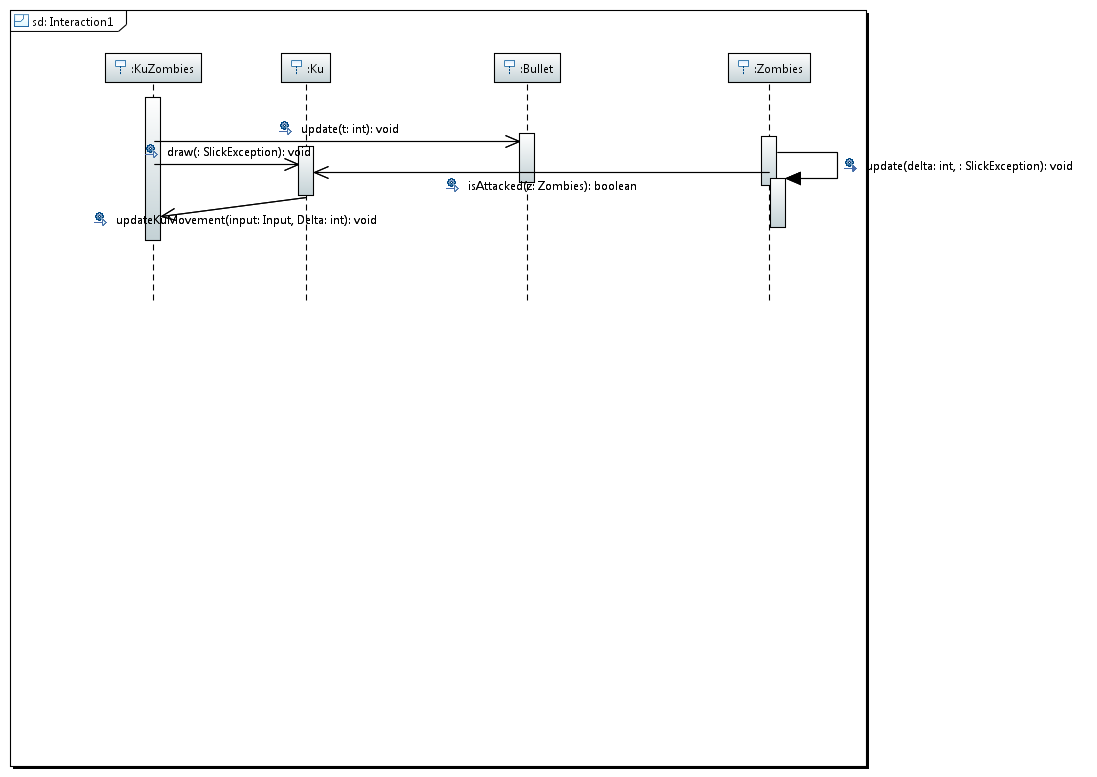 sd: Interaction1
:KuZombies
:Ku
:Bullet
:Zombies
update(t: int): void
draw(: SlickException): void
update(delta: int, : SlickException): void
isAttacked(z: Zombies): boolean
updateKuMovement(input: Input, Delta: int): void